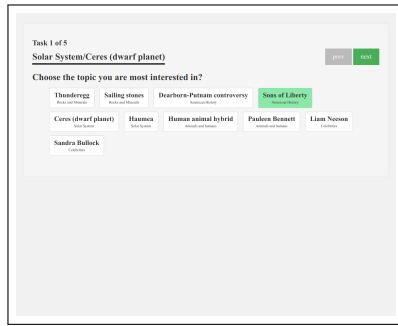 Task 1 of 5
Solar System/Ceres (dwarf planet)
prev next
Choose the topic you are most interested in?
Thunderegg Sailing stones Dearborn-Putnam controversy Sons of Liberty
Rocks and Minerals Rocks and Minerals American History American History
Ceres (dwarf planet) Haumea Human animal hybrid Pauleen Bennett Liam Neeson
Solar System Solar System Animals and humans Animals and humans Celebrities
Sandra Bullock
Celebrities